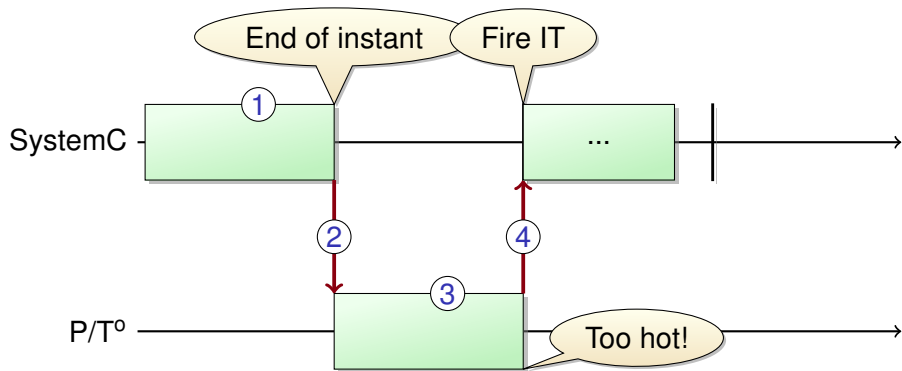 End of instant
Fire IT
1
SystemC
...
2
4
3
P/Tº
Too hot!